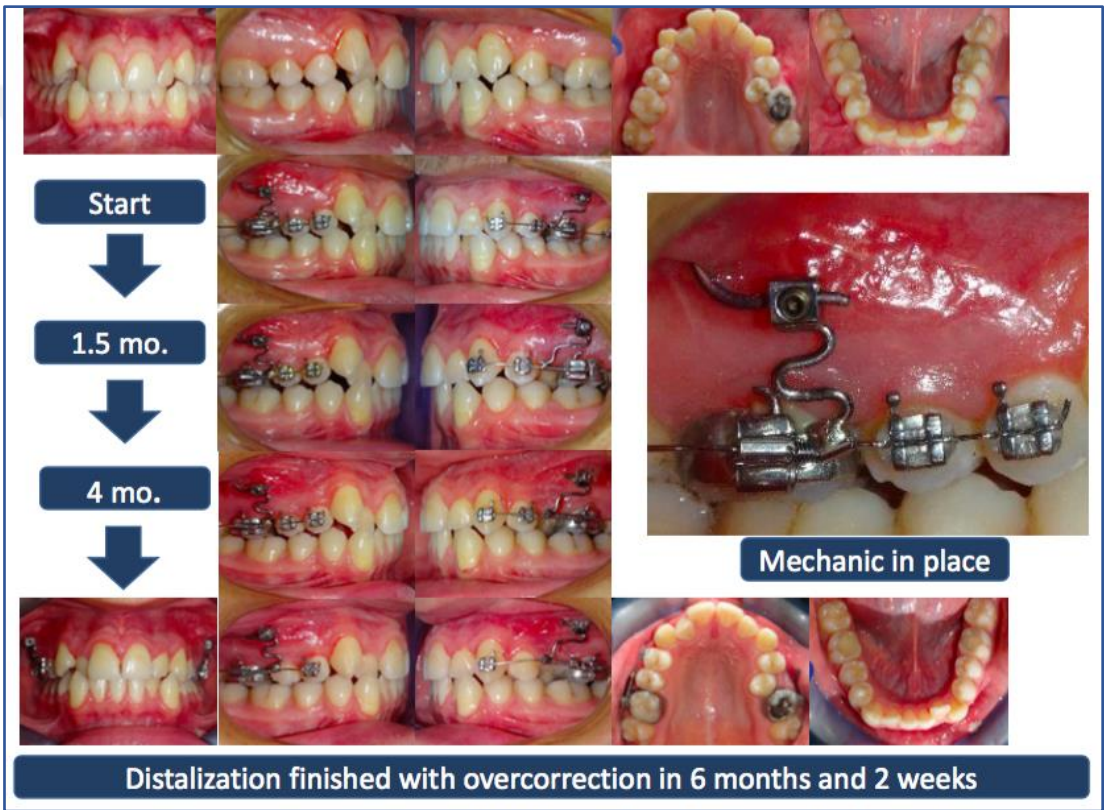 Start
1.5 mo.
4 mo.
Mechanic in place
Distalization finished with overcorrection in 6 months and 2 weeks